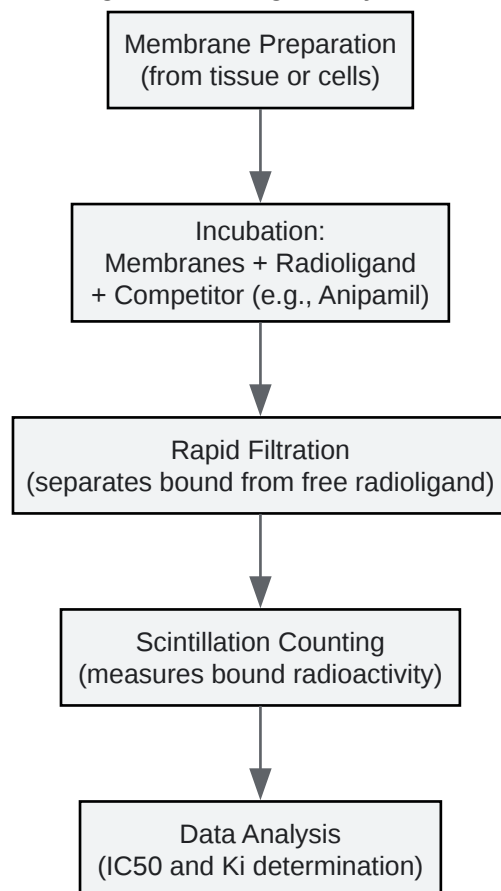 Membrane Preparation
(from tissue or cells)
Incubation:
Membranes + Radioligand
+ Competitor (e.g., Anipamil)
Rapid Filtration
(separates bound from free radioligand)
Scintillation Counting
(measures bound radioactivity)
Data Analysis
(IC50 and Ki determination)